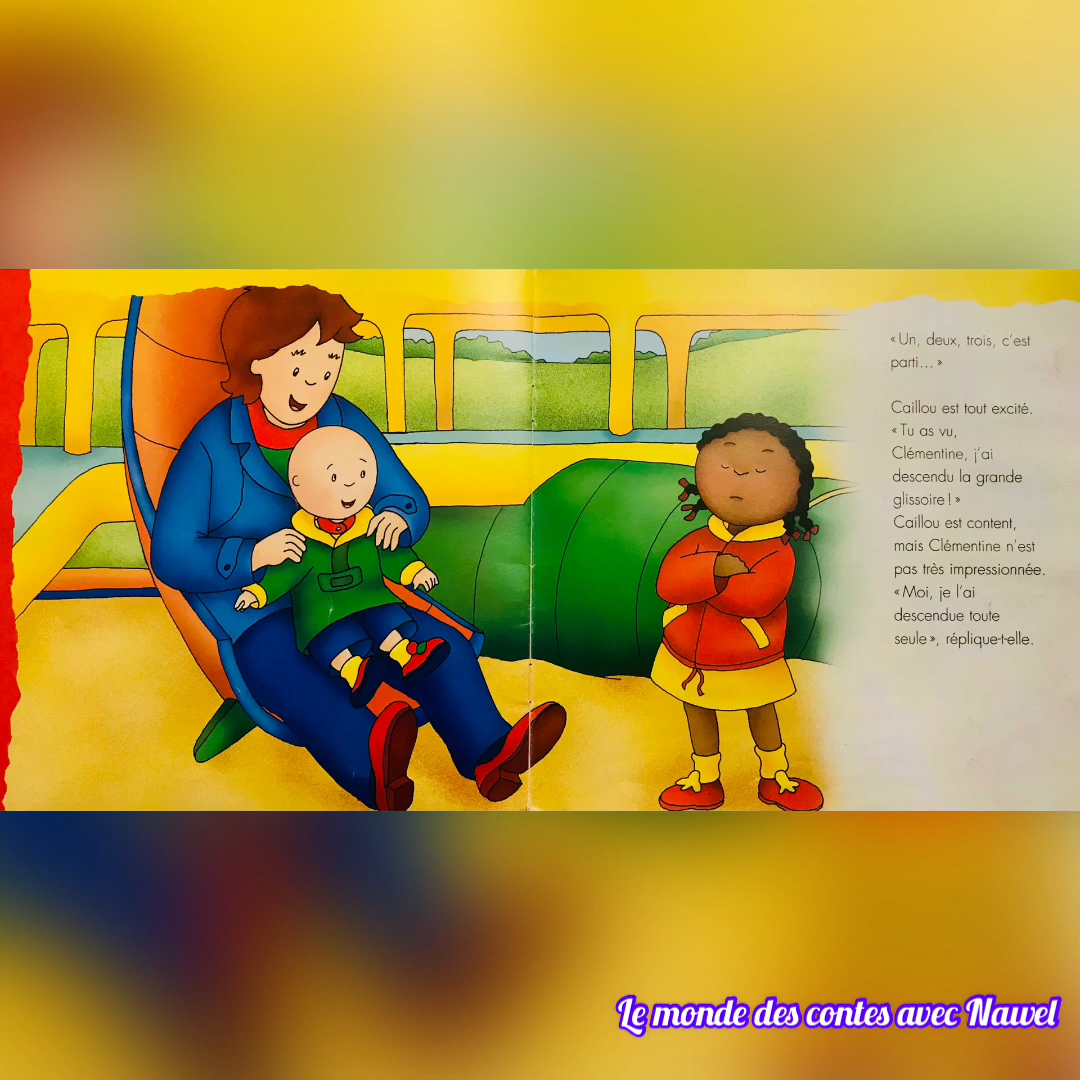 « Un, deux, trois, c'est
parti... »
Caillou est tout excité.
« Tu as vu,
Clémentine, j'ai
descendu la grande
glissoire ! »
Caillou est content,
mais Clémentine n'est
pas très impressionnée.
« Moi, je l'ai
descendue toute
seule », réplique-t-elle.
Le monde des contes avec Nawel